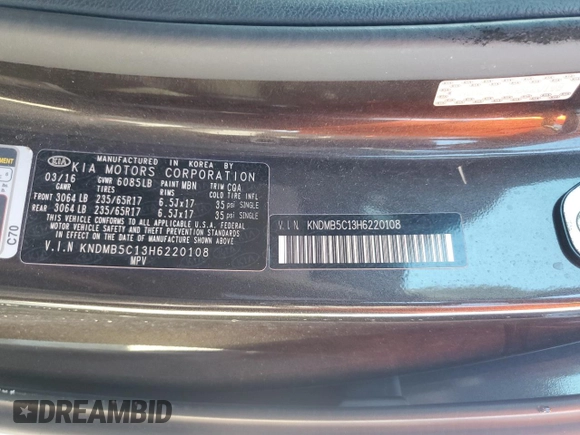 MANUFACTURED IN KOREA BY
KIA
KIA MOTORS CORPORATION
03/16 GVWR 6085LB PAINT MBN TRIM CQA
GAWR TIRES RIMS COLD TIRE INFL
FRONT 3064 LB 235/65R17 6.5Jx17 35 psi SINGLE
REAR 3064 LB 235/65R17 6.5Jx17 35 psi SINGLE
THIS VEHICLE CONFORMS TO ALL APPLICABLE U.S.A. FEDERAL
MOTOR VEHICLE SAFETY AND THEFT PREVENTION STANDARDS
IN EFFECT ON THE DATE OF MANUFACTURE SHOWN ABOVE.
V.I.N KNDMB5C13H6220108
MPV
V.I.N. KNDMB5C13H6220108
C70
DREAMBID